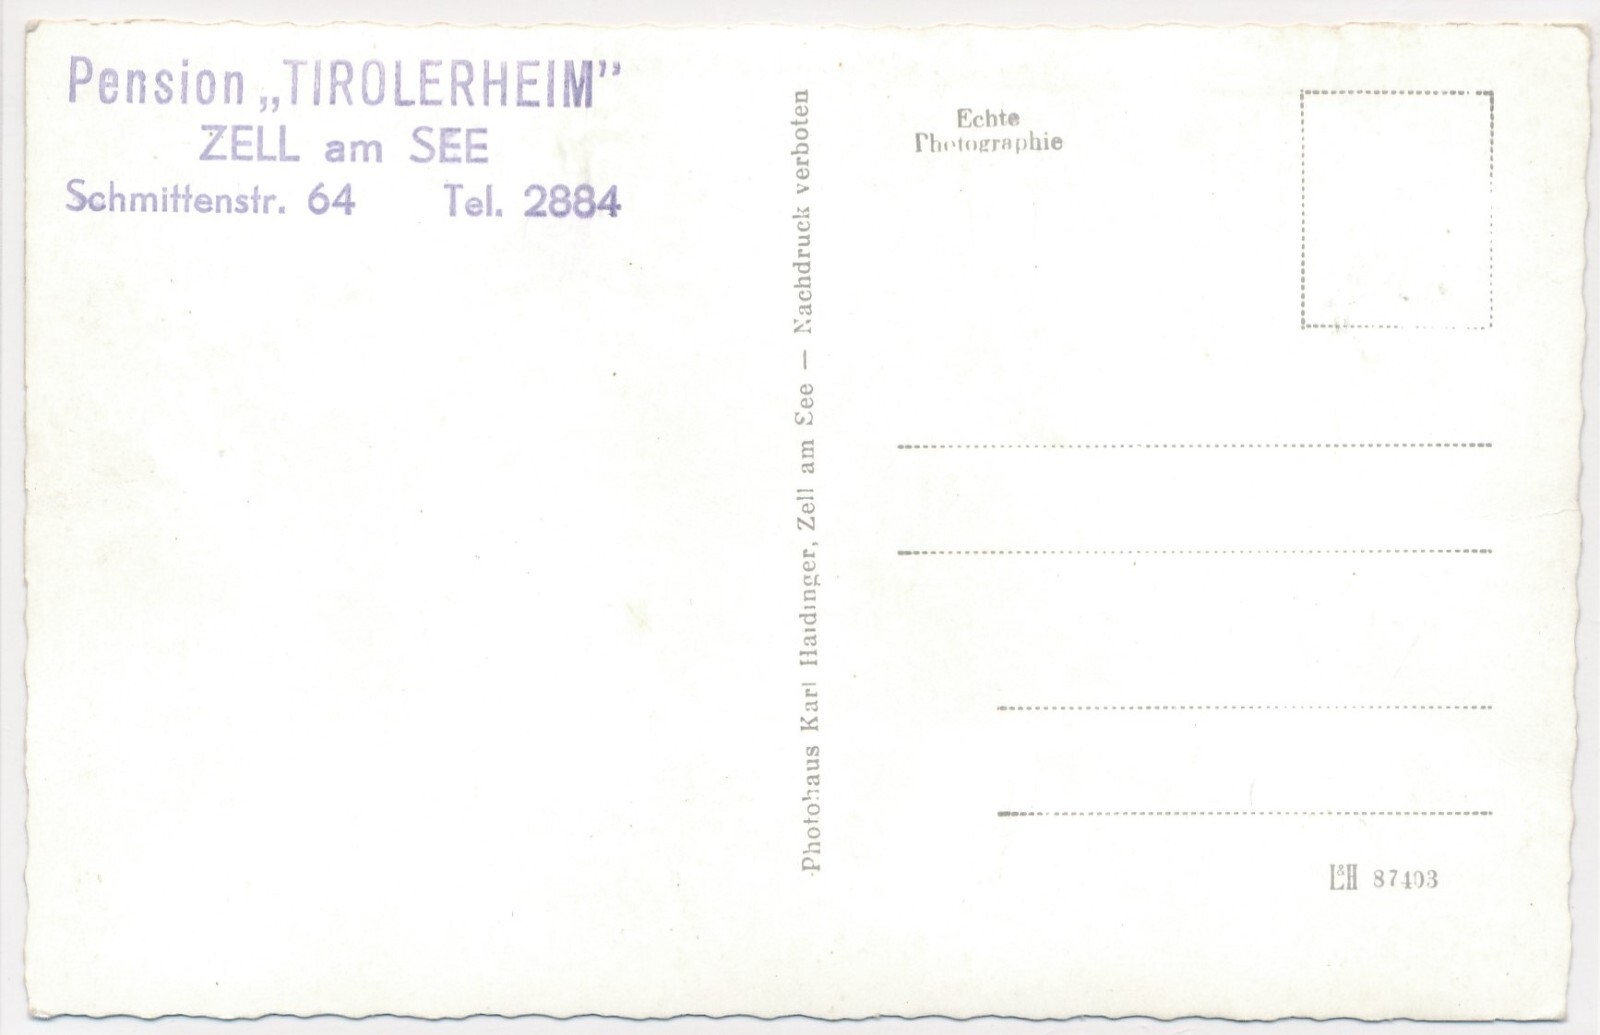 Pension „TIROLERHEIM”
ZELL am SEE
Schmittenstr. 64 Tel. 2884
Photohaus Karl Haidinger, Zell am See — Nachdruck verboten
Echte
Photographie
L&H 87403